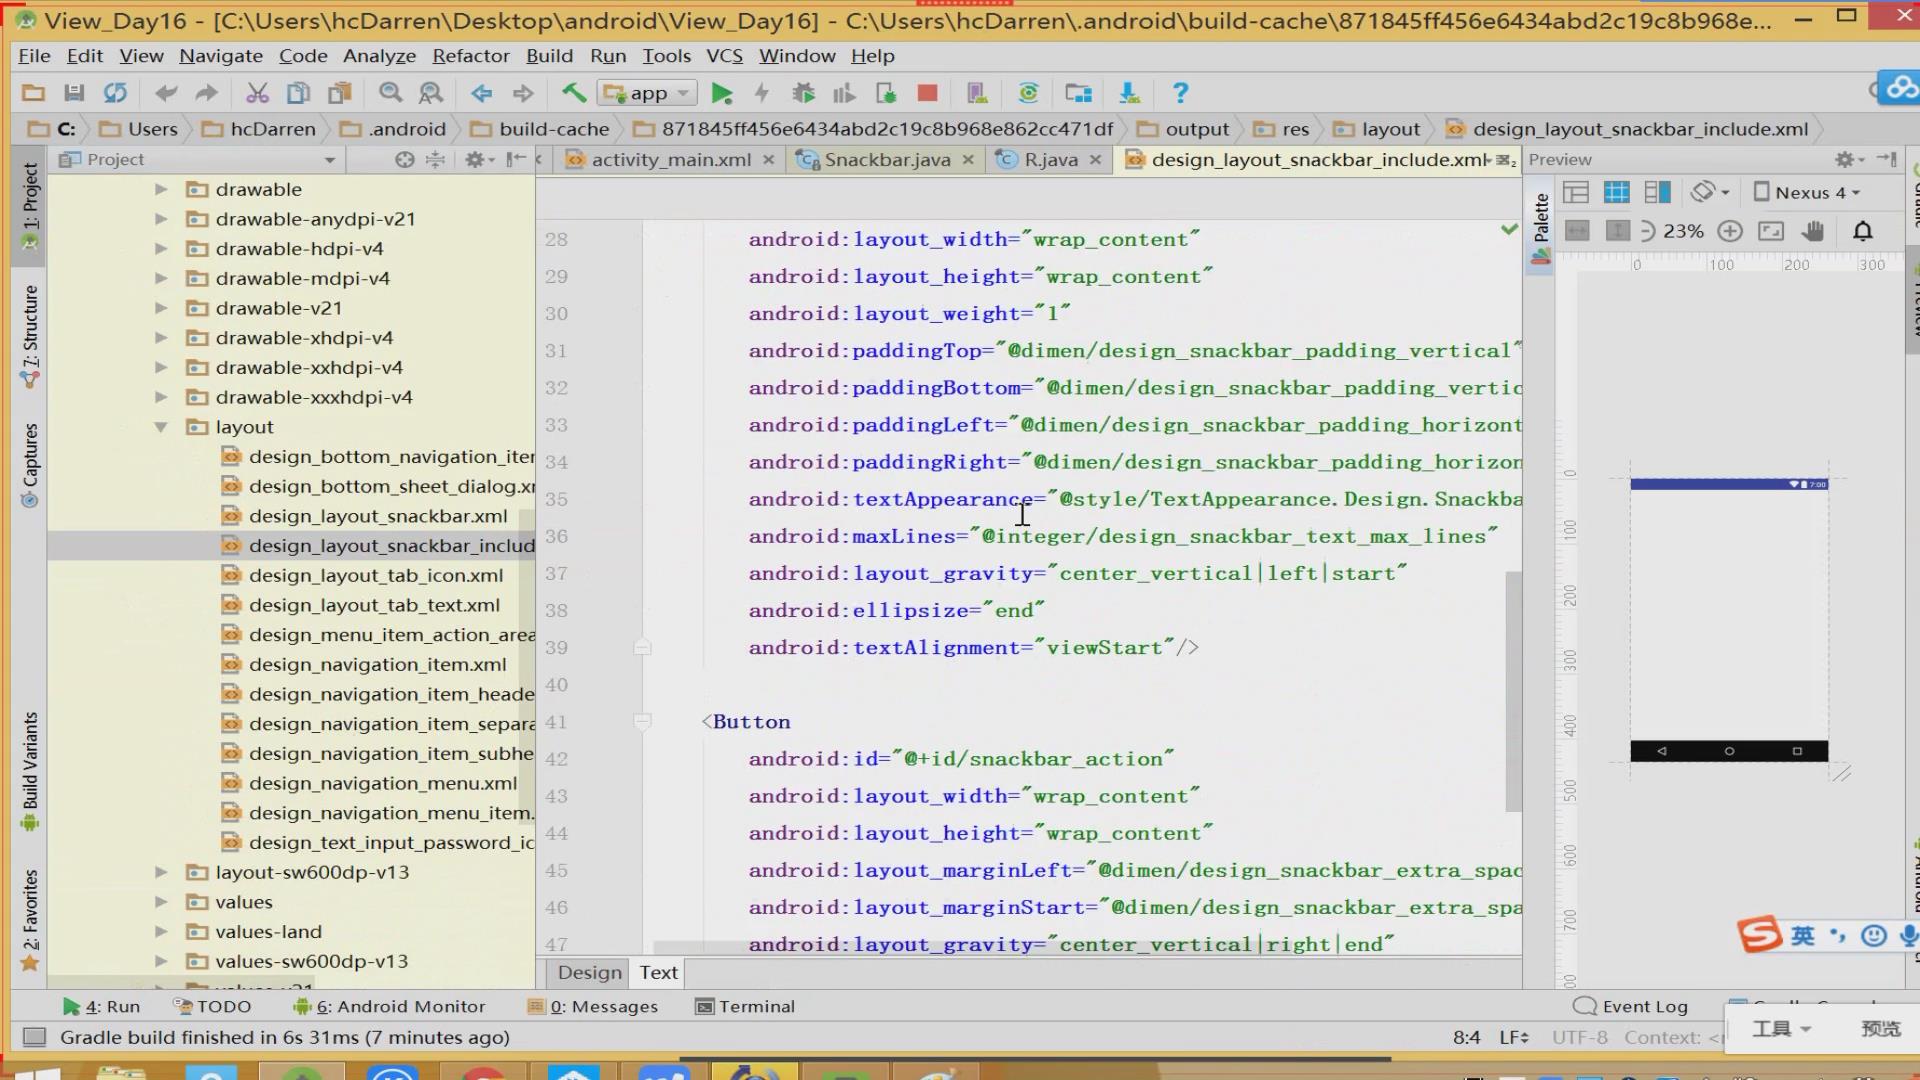 View_Day16 - [C:\Users\hcDarren\Desktop\android\View_Day16] - C:\Users\hcDarren\.android\build-cache\871845ff456e6434abd2c19c8b968e...
File Edit View Navigate Code Analyze Refactor Build Run Tools VCS Window Help
app
C: Users hcDarren .android build-cache 871845ff456e6434abd2c19c8b968e862cc471df output res layout design_layout_snackbar_include.xml
Project activity_main.xml Snackbar.java R.java design_layout_snackbar_include.xml Preview
1: Project
7: Structure
Captures
Build Variants
2: Favorites
drawable
drawable-anydpi-v21
drawable-hdpi-v4
drawable-mdpi-v4
drawable-v21
drawable-xhdpi-v4
drawable-xxhdpi-v4
drawable-xxxhdpi-v4
layout
design_bottom_navigation_iter
design_bottom_sheet_dialog.x
design_layout_snackbar.xml
design_layout_snackbar_includ
design_layout_tab_icon.xml
design_layout_tab_text.xml
design_menu_item_action_area
design_navigation_item.xml
design_navigation_item_heade
design_navigation_item_separa
design_navigation_item_subhe
design_navigation_menu.xml
design_navigation_menu_item.
design_text_input_password_ic
layout-sw600dp-v13
values
values-land
values-sw600dp-v13
28 android:layout_width="wrap_content"
29 android:layout_height="wrap_content"
30 android:layout_weight="1"
31 android:paddingTop="@dimen/design_snackbar_padding_vertical"
32 android:paddingBottom="@dimen/design_snackbar_padding_vertic
33 android:paddingLeft="@dimen/design_snackbar_padding_horizont
34 android:paddingRight="@dimen/design_snackbar_padding_horizon
35 android:textAppearance="@style/TextAppearance.Design.Snackba
36 android:maxLines="@integer/design_snackbar_text_max_lines"
37 android:layout_gravity="center_vertical|left|start"
38 android:ellipsize="end"
39 android:textAlignment="viewStart"/>
40
41 <Button
42 android:id="@+id/snackbar_action"
43 android:layout_width="wrap_content"
44 android:layout_height="wrap_content"
45 android:layout_marginLeft="@dimen/design_snackbar_extra_spac
46 android:layout_marginStart="@dimen/design_snackbar_extra_spa
47 android:layout_gravity="center_vertical|right|end"
Design Text
Palette
Nexus 4
23%
0 100 200 300
0
100
200
300
400
500
600
700
7:00
英
4: Run TODO 6: Android Monitor 0: Messages Terminal Event Log
Gradle build finished in 6s 31ms (7 minutes ago) 8:4 LF UTF-8 Context:
工具 预览